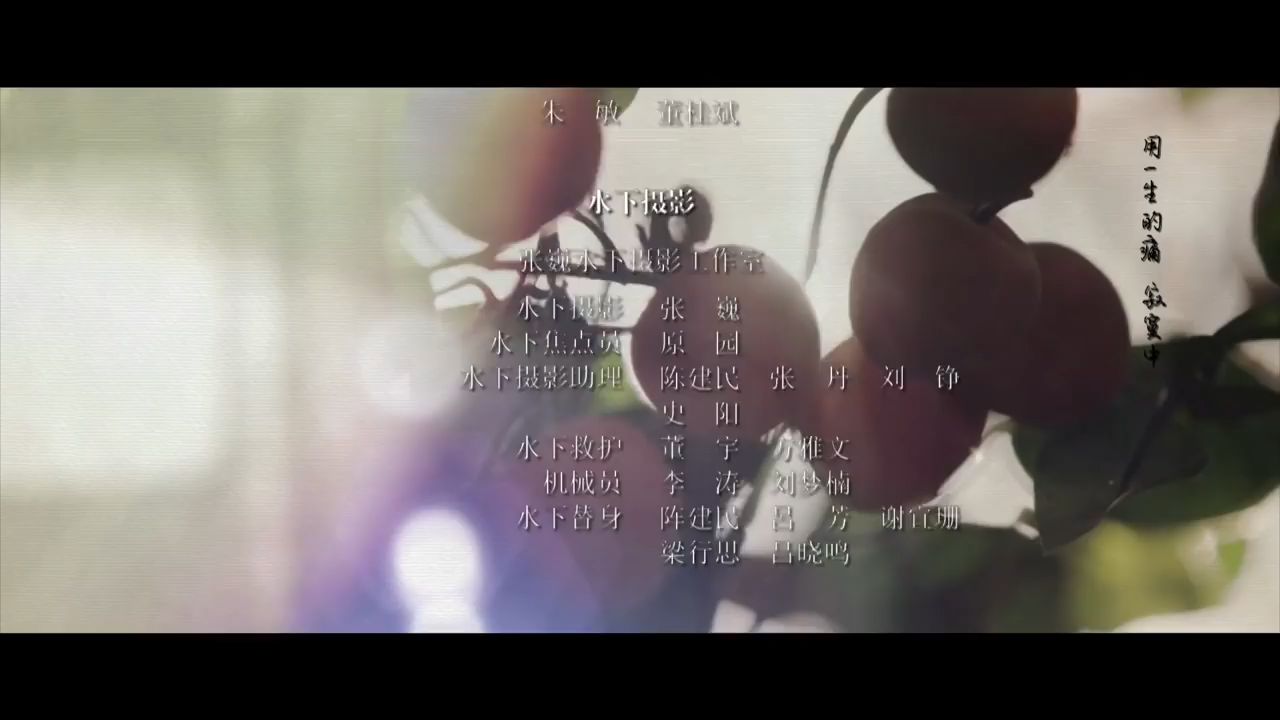 朱 敏 董桂斌
水下摄影
张巍水下摄影工作室
水下摄影 张 巍
水下焦点员 原 园
水下摄影助理 陈建民 张 丹 刘 铮
史 阳
水下救护 董 宇 亦雅文
机械员 李 涛 刘梦楠
水下替身 陈建民 吕 芳 谢宜珊
梁行思 吕晓鸣
用一生的痛 寂寞中